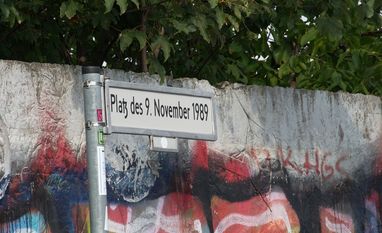 Platz des 9. November 1989